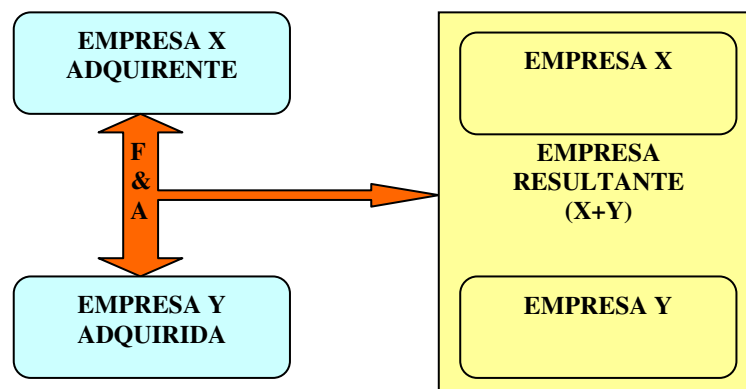 EMPRESA X
ADQUIRENTE
F
&
A
EMPRESA Y
ADQUIRIDA
EMPRESA X
EMPRESA
RESULTANTE
(X+Y)
EMPRESA Y